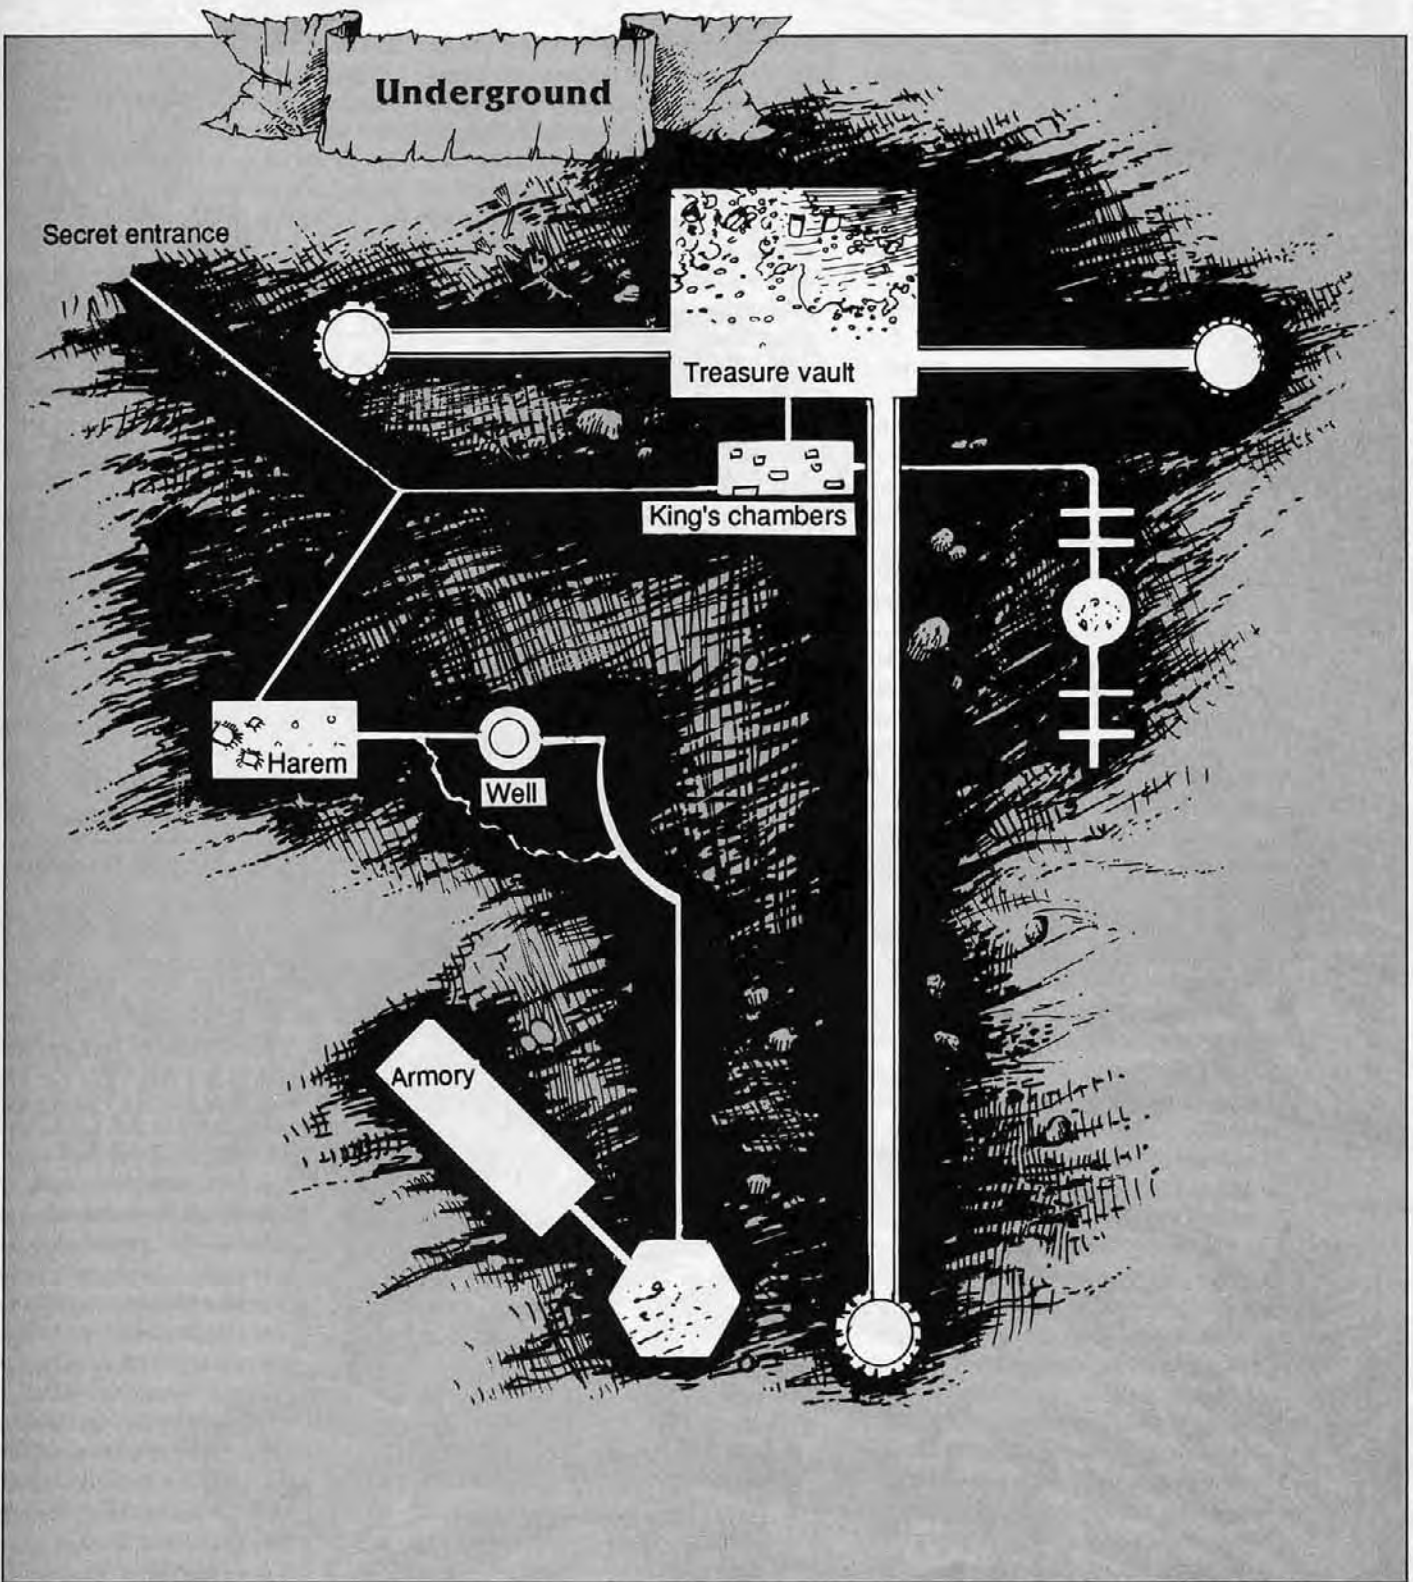 Underground
Secret entrance
Treasure vault
King's chambers
Harem
Well
Armory